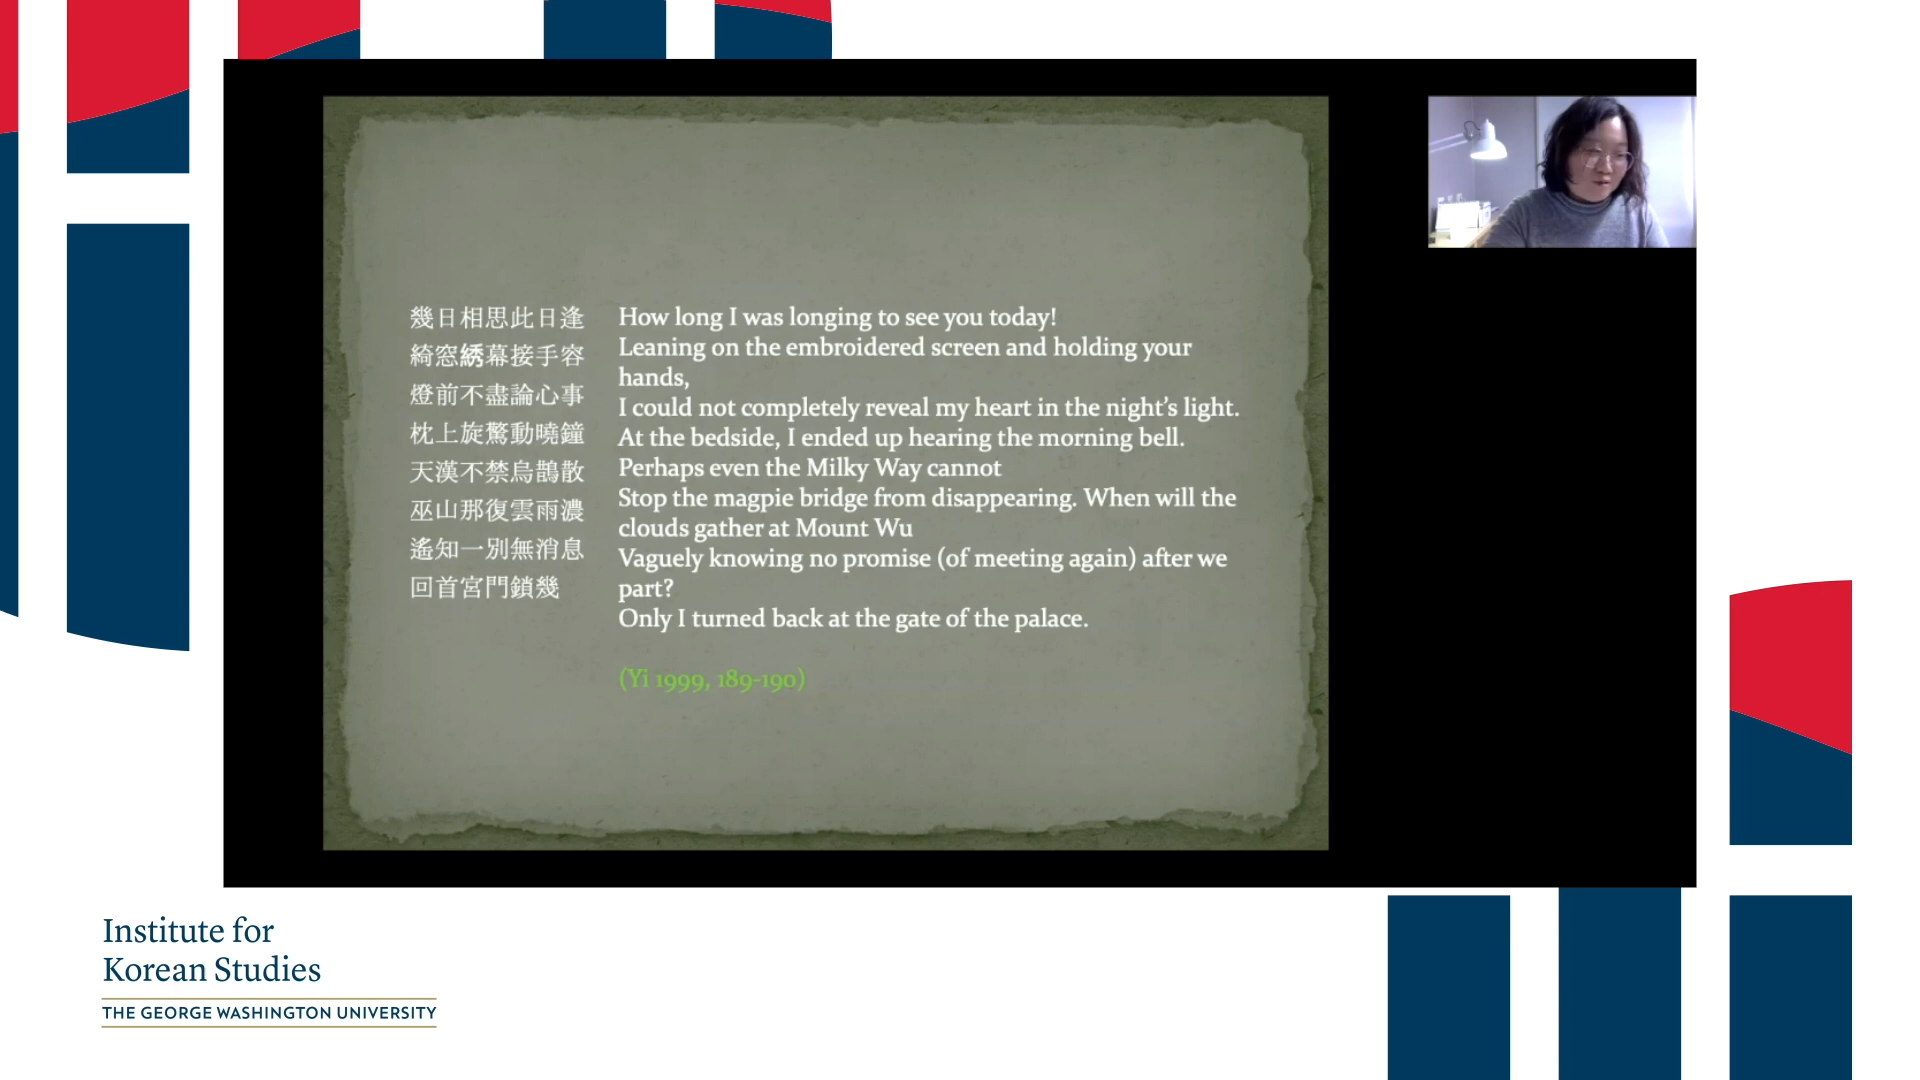 幾日相思此日逢
綺窓綉幕接手容
燈前不盡論心事
枕上旋驚動曉鐘
天漢不禁烏鵲散
巫山那復雲雨濃
遙知一別無消息
回首宮門鎖幾
How long I was longing to see you today!
Leaning on the embroidered screen and holding your
hands,
I could not completely reveal my heart in the night's light.
At the bedside, I ended up hearing the morning bell.
Perhaps even the Milky Way cannot
Stop the magpie bridge from disappearing. When will the
clouds gather at Mount Wu
Vaguely knowing no promise (of meeting again) after we
part?
Only I turned back at the gate of the palace.
(Yi 1999, 189-190)
Institute for
Korean Studies
THE GEORGE WASHINGTON UNIVERSITY